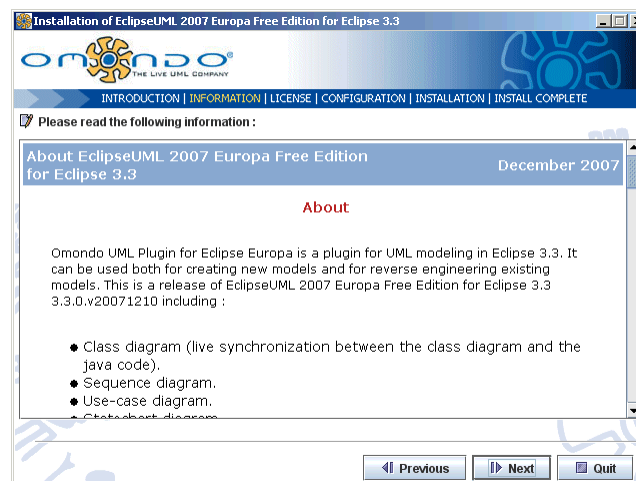 Installation of EclipseUML 2007 Europa Free Edition for Eclipse 3.3
OMONDO®
THE LIVE UML COMPANY
INTRODUCTION | INFORMATION | LICENSE | CONFIGURATION | INSTALLATION | INSTALL COMPLETE
Please read the following information :
About EclipseUML 2007 Europa Free Edition
for Eclipse 3.3
December 2007
About
Omondo UML Plugin for Eclipse Europa is a plugin for UML modeling in Eclipse 3.3. It
can be used both for creating new models and for reverse engineering existing
models. This is a release of EclipseUML 2007 Europa Free Edition for Eclipse 3.3
3.3.0.v20071210 including :
Class diagram (live synchronization between the class diagram and the
java code).
Sequence diagram.
Use-case diagram.
Statechart diagram
Previous
Next
Quit